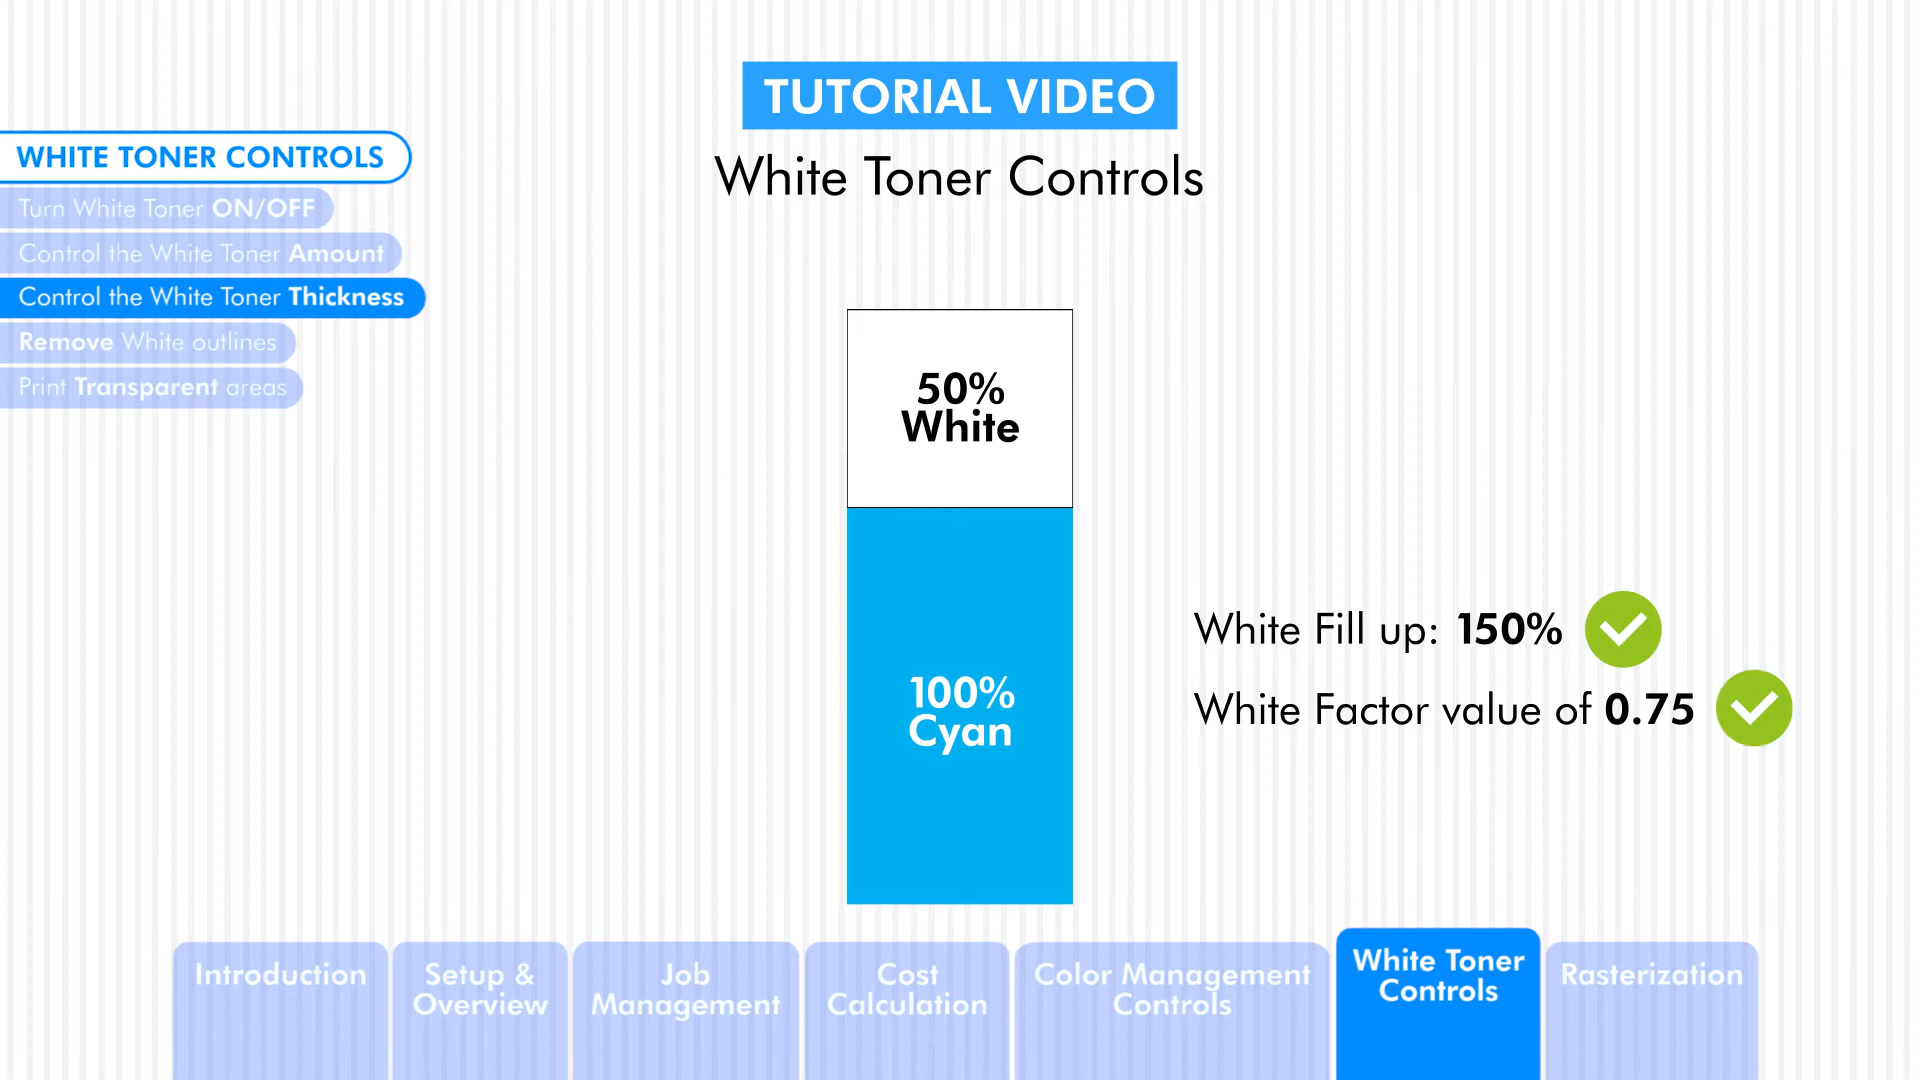 TUTORIAL VIDEO
White Toner Controls
WHITE TONER CONTROLS
Turn White Toner ON/OFF
Control the White Toner Amount
Control the White Toner Thickness
Remove White outlines
Print Transparent areas
50%
White
100%
Cyan
White Fill up: 150%
White Factor value of 0.75
Introduction
Setup &
Overview
Job
Management
Cost
Calculation
Color Management
Controls
White Toner
Controls
Rasterization